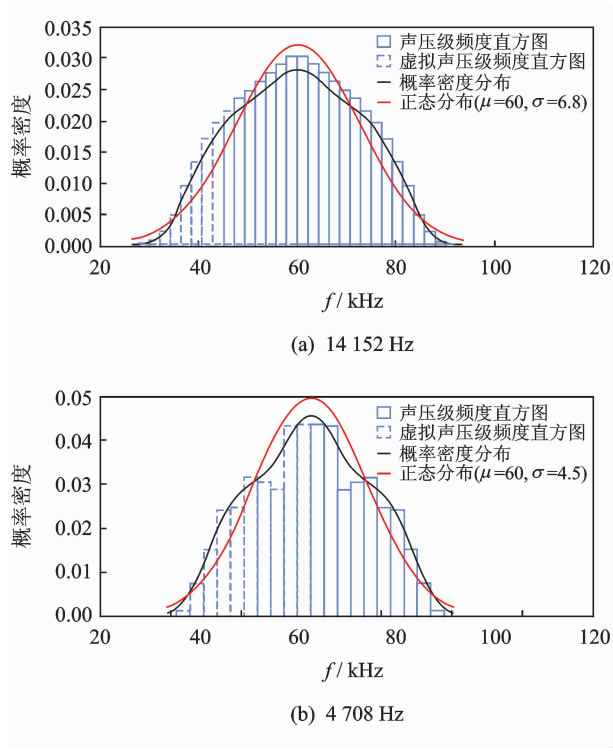 0.035
0.030
0.025
0.020
0.015
0.010
0.005
0.000
概率密度
声压级频度直方图
虚拟声压级频度直方图
概率密度分布
正态分布(μ=60, σ=6.8)
20 40 60 80 100 120
f / kHz
(a) 14 152 Hz
0.05
0.04
0.03
0.02
0.01
0.00
概率密度
声压级频度直方图
虚拟声压级频度直方图
概率密度分布
正态分布(μ=60, σ=4.5)
20 40 60 80 100 120
f / kHz
(b) 4 708 Hz